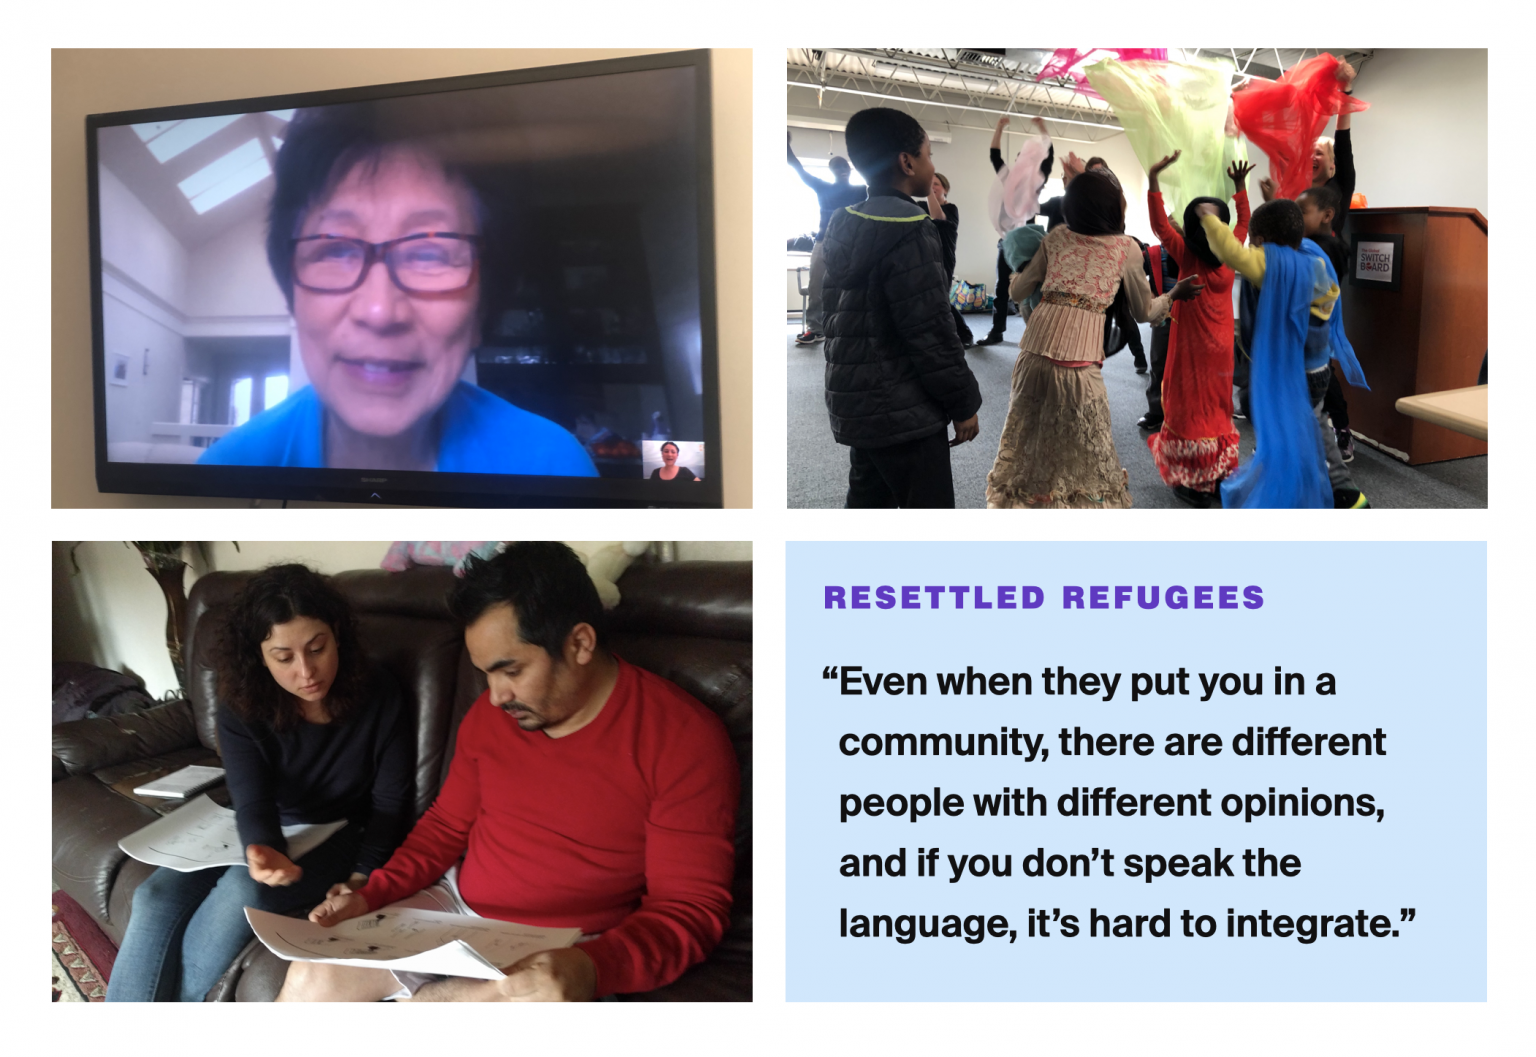 SHARP
SWITCH
BOARD
RESETTLED REFUGEES
“Even when they put you in a
community, there are different
people with different opinions,
and if you don’t speak the
language, it’s hard to integrate.”